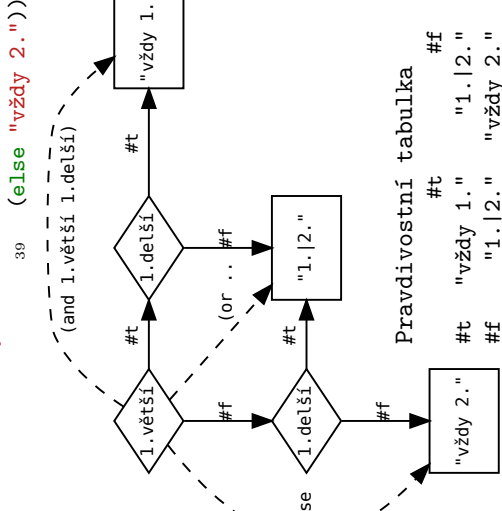 39 (else "vždy 2."))
(and 1.větší 1.delší)
1.větší
#t
1.delší
#t
"vždy 1.
#f
(or ..
#f
1.delší
#t
"1.|2."
#f
"vždy 2."
Pravdivostní tabulka
#t #f
#t "vždy 1." "1.|2."
#f "1.|2." "vždy 2."